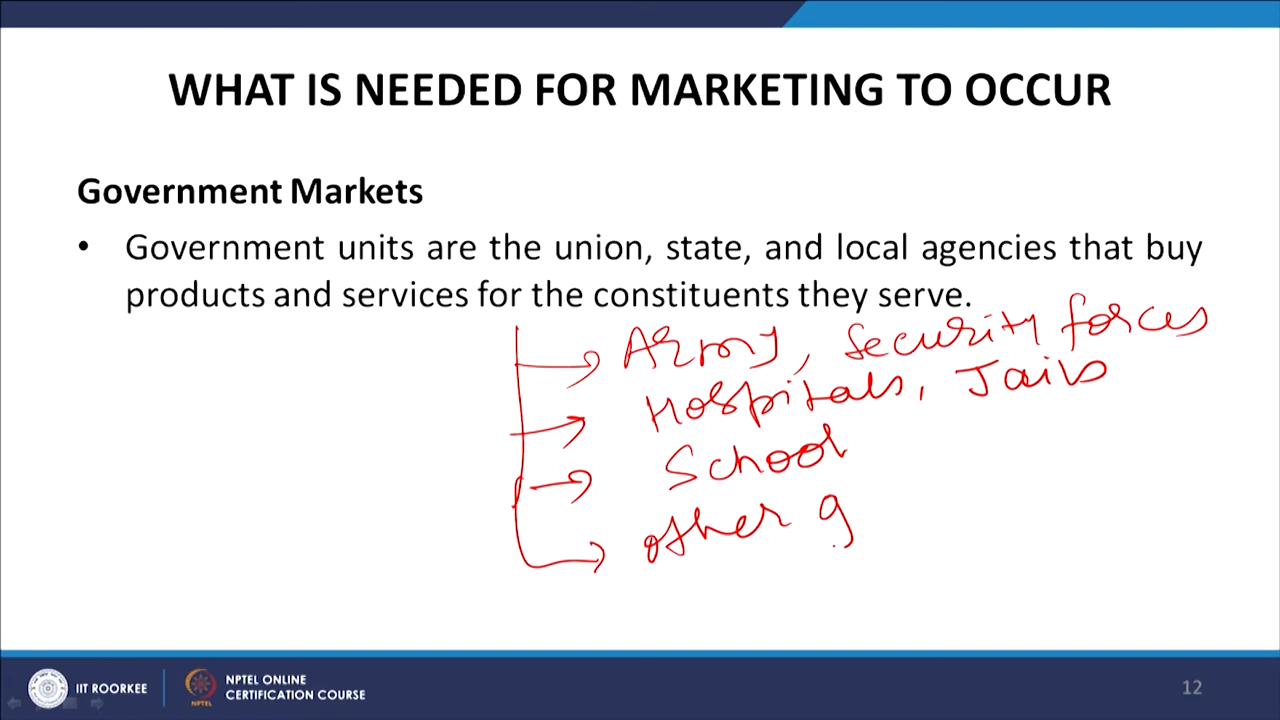 WHAT IS NEEDED FOR MARKETING TO OCCUR
Government Markets
• Government units are the union, state, and local agencies that buy
products and services for the constituents they serve.
Army, Security forces
Hospitals, Jails
School
other g
IIT ROORKEE
NPTEL ONLINE
CERTIFICATION COURSE
12